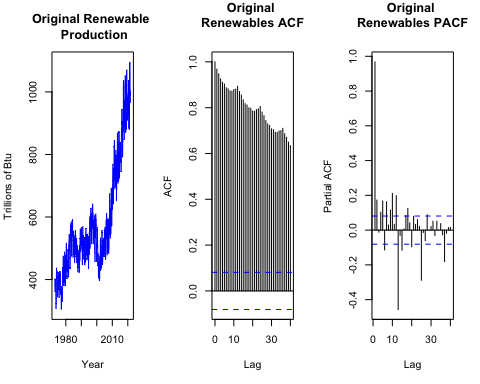 Original Renewable
Production
Trillions of Btu
400 600 800 1000
1980 2010
Year
Original
Renewables ACF
ACF
0.0 0.2 0.4 0.6 0.8 1.0
0 10 30
Lag
Original
Renewables PACF
Partial ACF
-0.4 -0.2 0.0 0.2 0.4 0.6 0.8 1.0
0 10 30
Lag